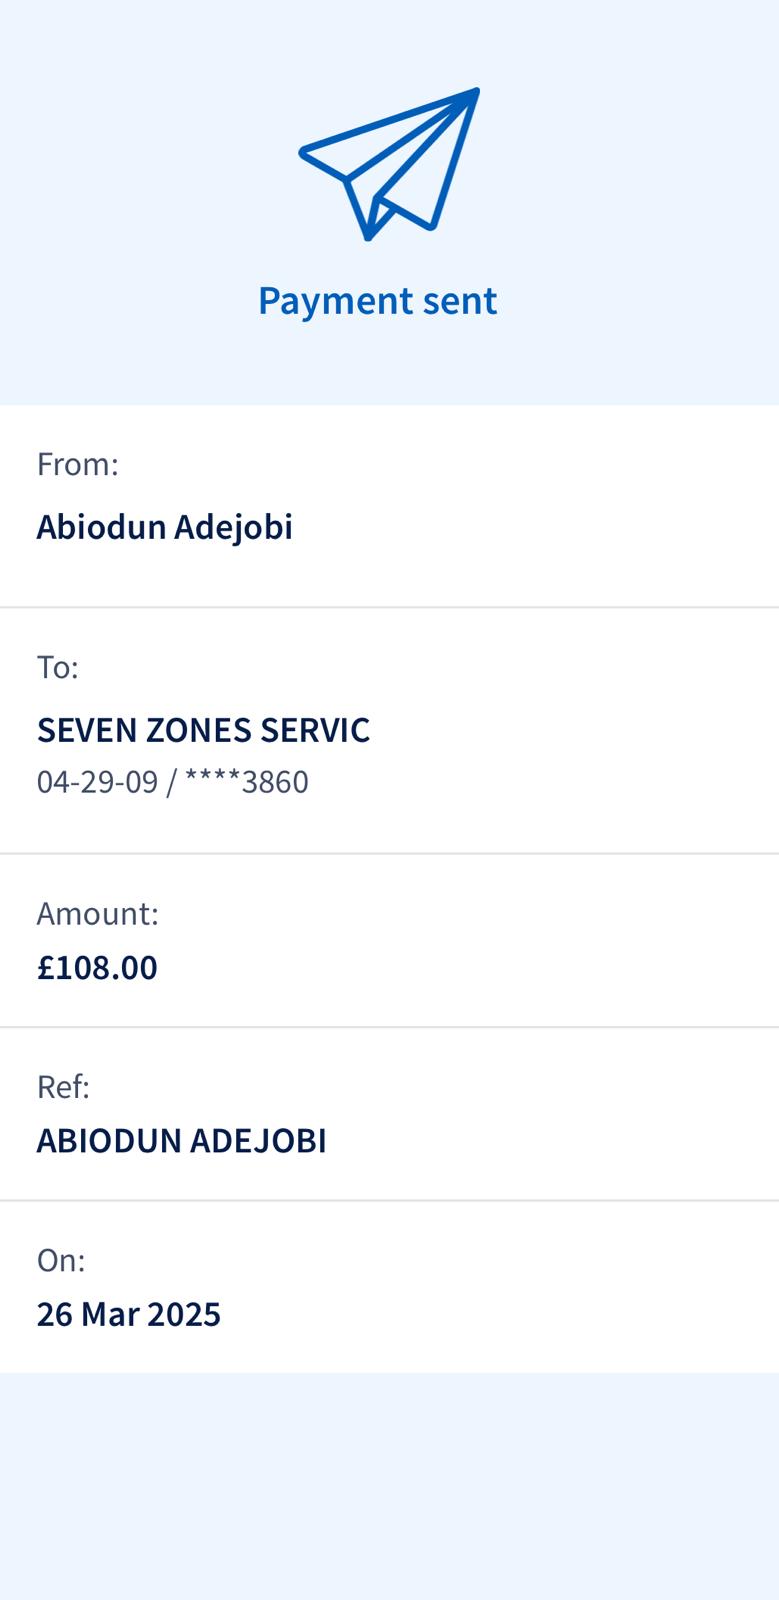 Payment sent
From:
Abiodun Adejobi
To:
SEVEN ZONES SERVIC
04-29-09 / ****3860
Amount:
£108.00
Ref:
ABIODUN ADEJOBI
On:
26 Mar 2025